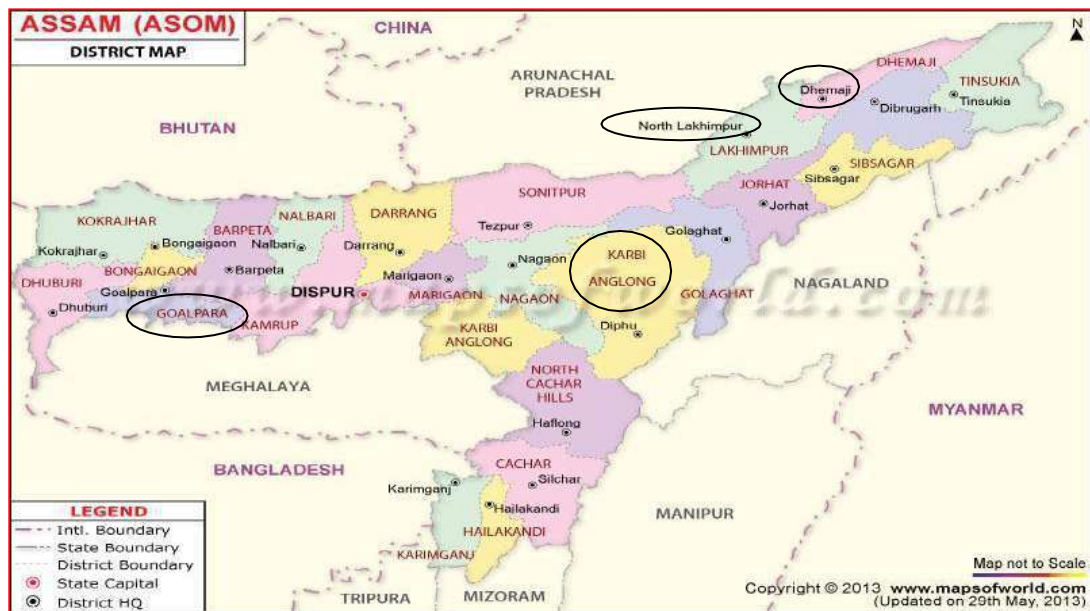 ASSAM (ASOM)
DISTRICT MAP
CHINA
N
ARUNACHAL
PRADESH
BHUTAN
DHEMAJI
Dhemaji
TINSUKIA
Tinsukia
Dibrugarh
North Lakhimpur
LAKHIMPUR
SIBSAGAR
Sibsagar
JORHAT
Jorhat
SONITPUR
Tezpur
KOKRAJHAR
Kokrajhar
Bongaigaon
BARPETA
Barpeta
NALBARI
Nalbari
DARRANG
Darrang
Golaghat
GOLAGHAT
KARBI
ANGLONG
Nagaon
NAGAON
Marigaon
MARIGAON
BONGAIGAON
DHUBURI
Dhuburi
Goalpara
GOALPARA
DISPUR
KAMRUP
www.mapsofworld.com
NAGALAND
Diphu
KARBI
ANGLONG
MEGHALAYA
NORTH
CACHAR
HILLS
Haflong
MYANMAR
BANGLADESH
CACHAR
Silchar
Karimganj
Hailakandi
HAILAKANDI
KARIMGANJ
MANIPUR
TRIPURA
MIZORAM
LEGEND
Intl. Boundary
State Boundary
District Boundary
State Capital
District HQ
Map not to Scale
Copyright © 2013 www.mapsofworld.com
(Updated on 29th May, 2013)